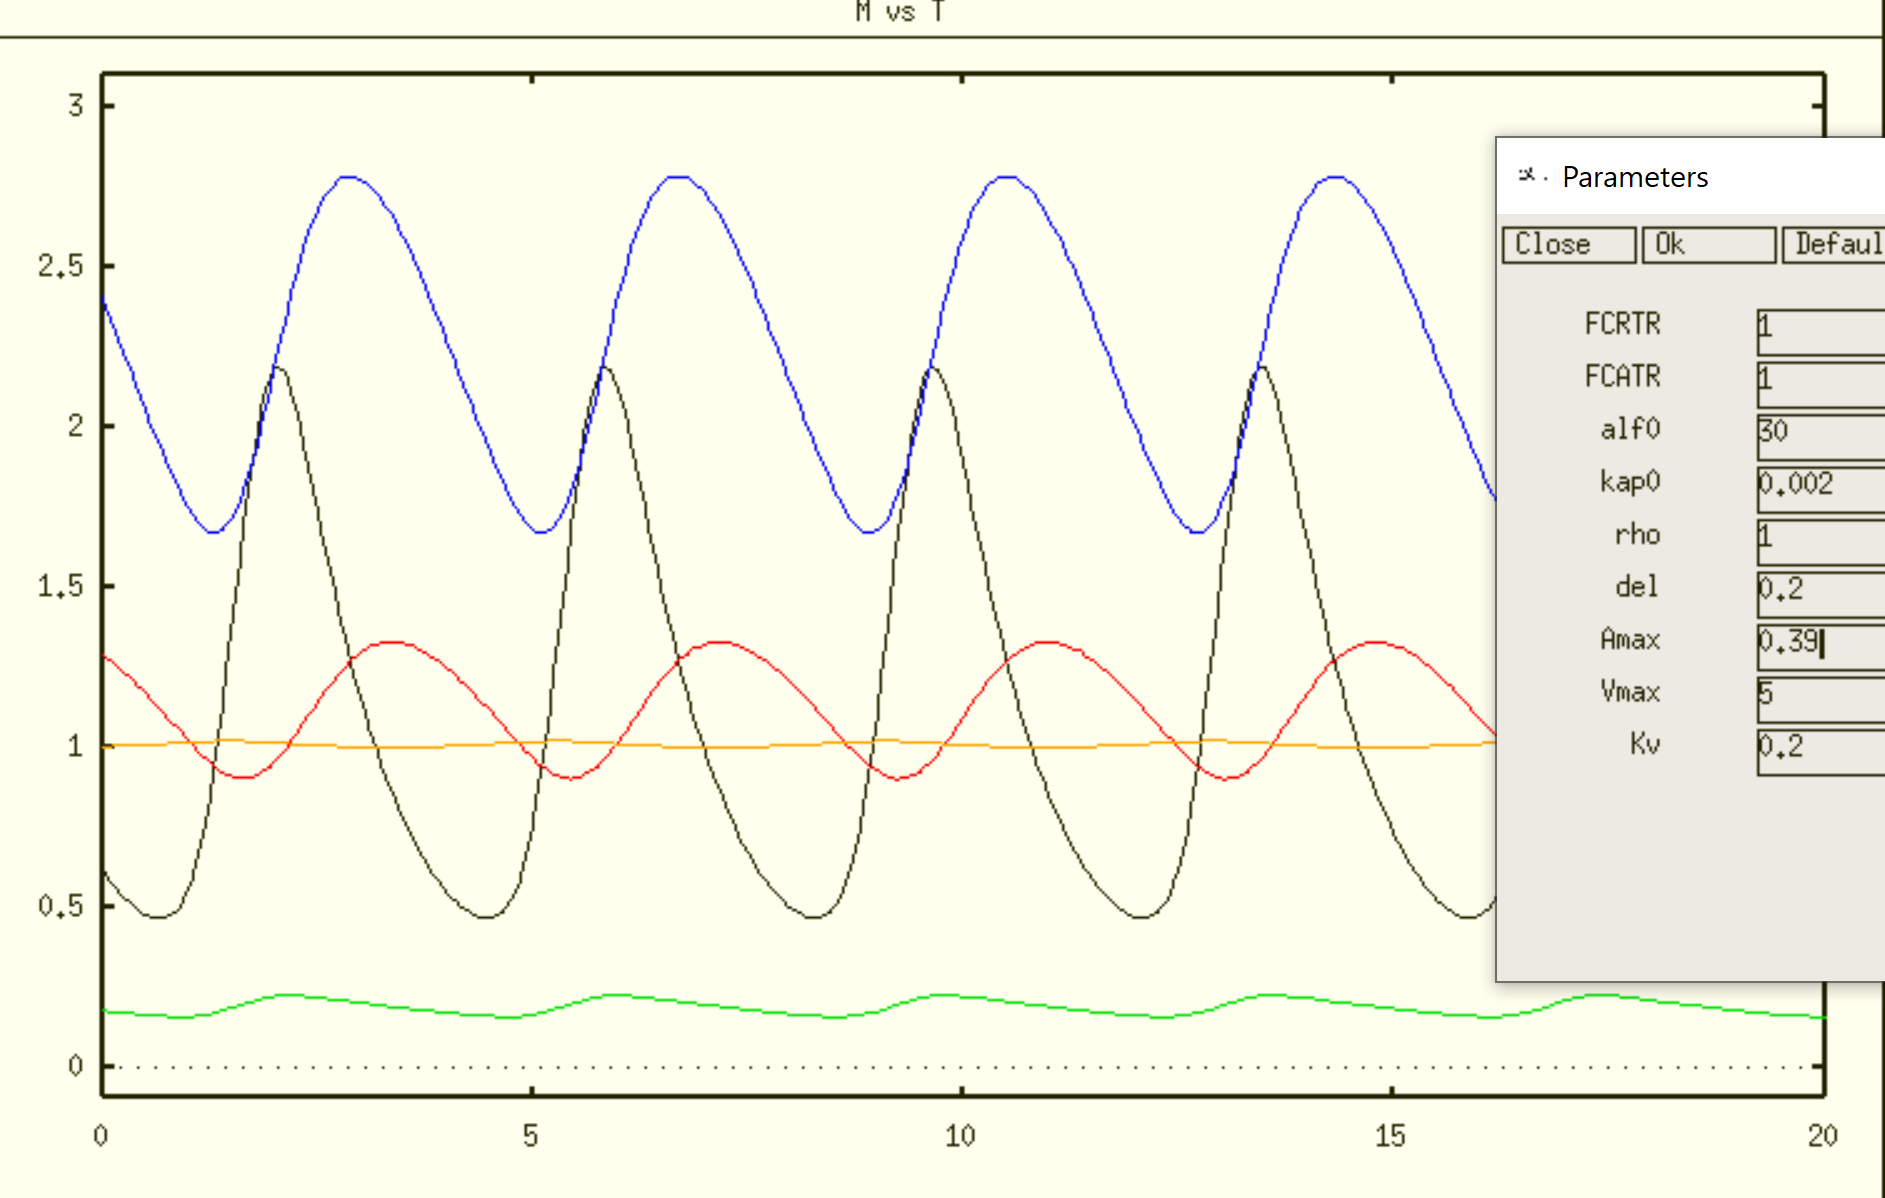 M vs T
3
2.5
2
1.5
1
0.5
0
0 5 10 15 20
Parameters
Close Ok Defaul
FCRTR 1
FCATR 1
alf0 30
kap0 0.002
rho 1
del 0.2
Amax 0.39
Vmax 5
Kv 0.2